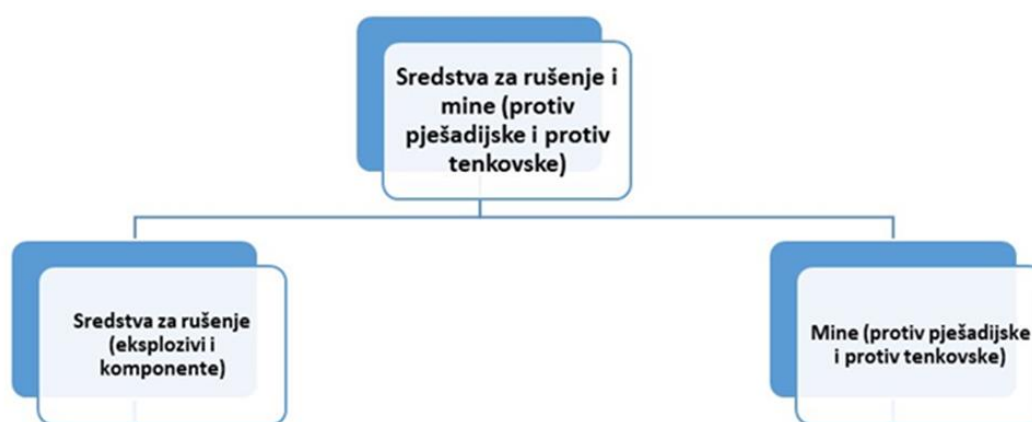 Sredstva za rušenje i
mine (protiv
pješadijske i protiv
tenkovske)
Sredstva za rušenje
(eksplozivi i
komponente)
Mine (protiv pješadijske
i protiv tenkovske)